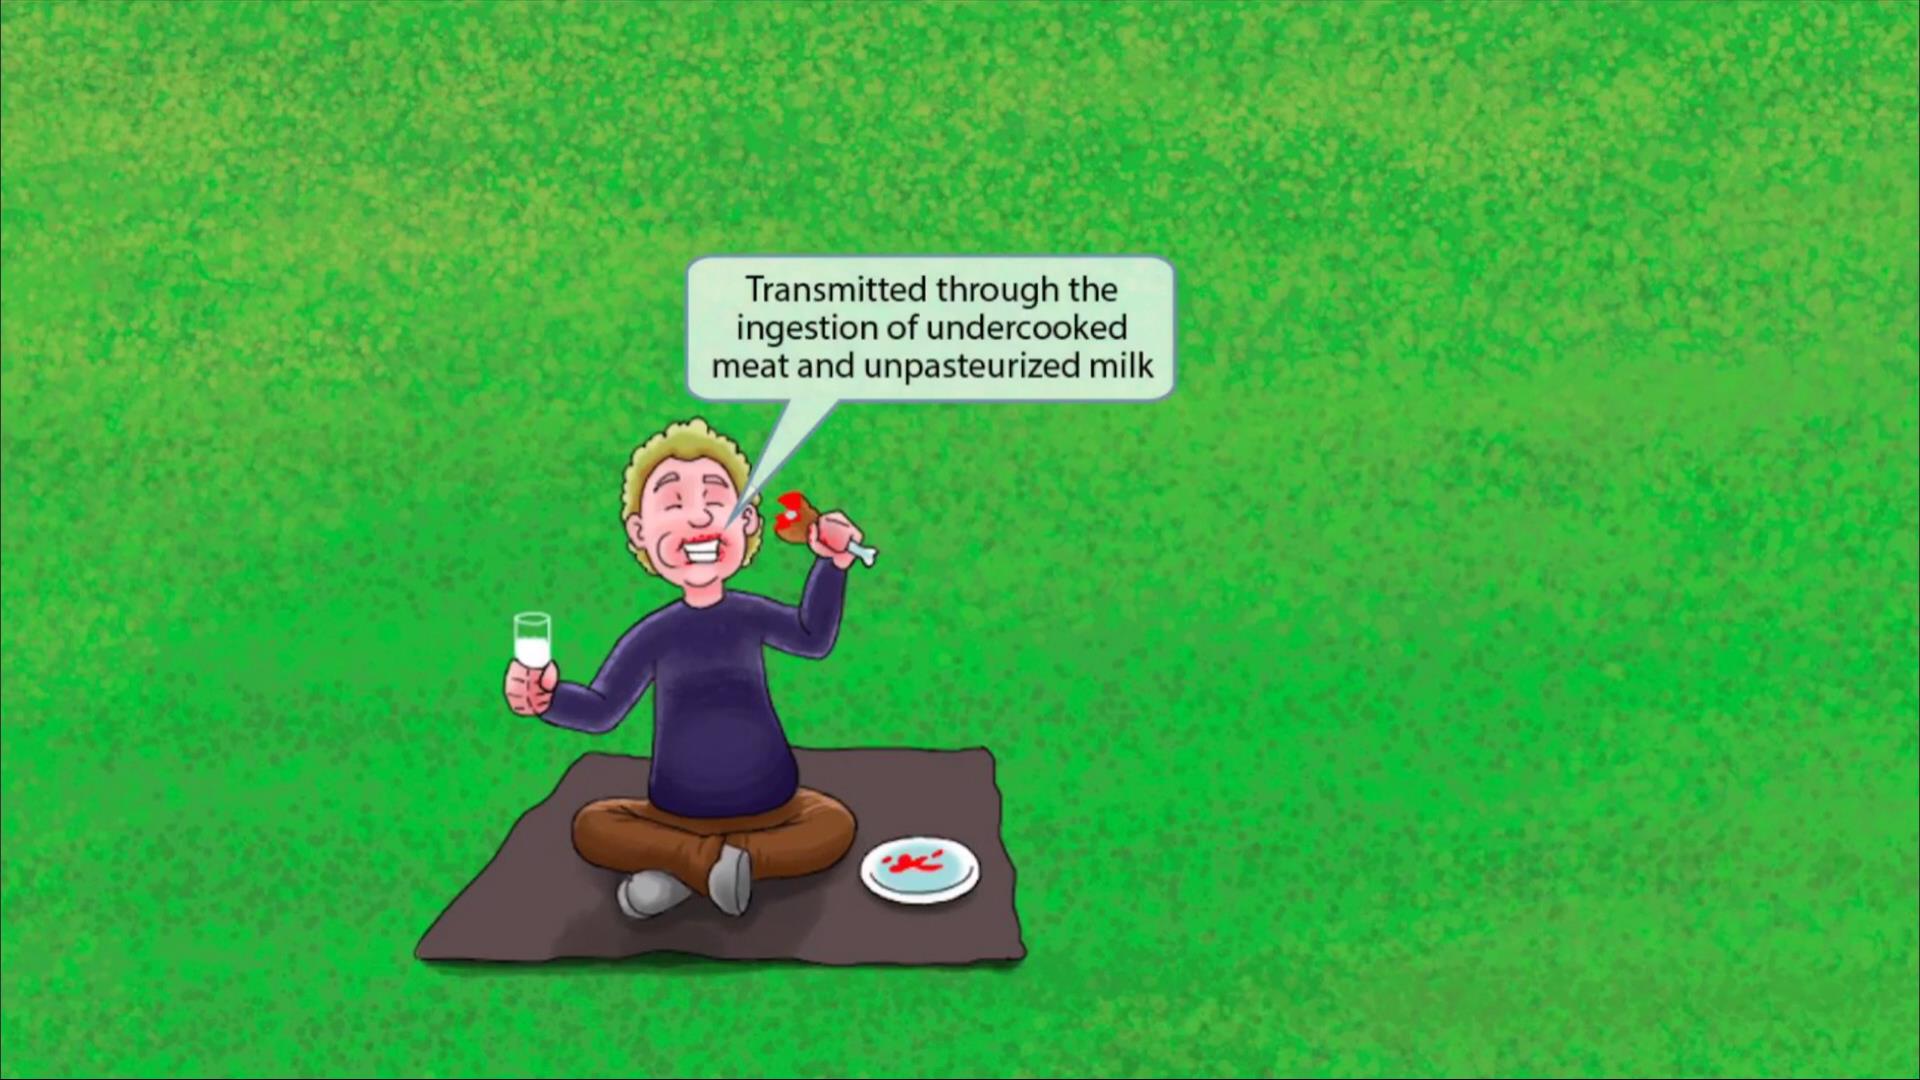 Transmitted through the
ingestion of undercooked
meat and unpasteurized milk